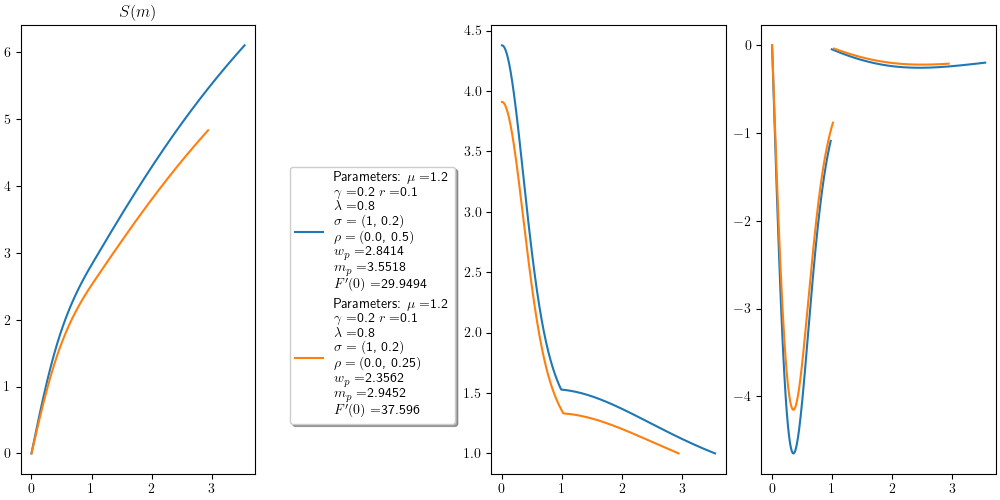 S(m)
6
5
4
3
2
1
0
0 1 2 3
Parameters: μ =1.2
γ =0.2 r =0.1
λ =0.8
σ = (1, 0.2)
ρ = (0.0, 0.5)
w_p =2.8414
m_p =3.5518
F′(0) =29.9494
Parameters: μ =1.2
γ =0.2 r =0.1
λ =0.8
σ = (1, 0.2)
ρ = (0.0, 0.25)
w_p =2.3562
m_p =2.9452
F′(0) =37.596
4.5
4.0
3.5
3.0
2.5
2.0
1.5
1.0
0 1 2 3
0
−1
−2
−3
−4
0 1 2 3